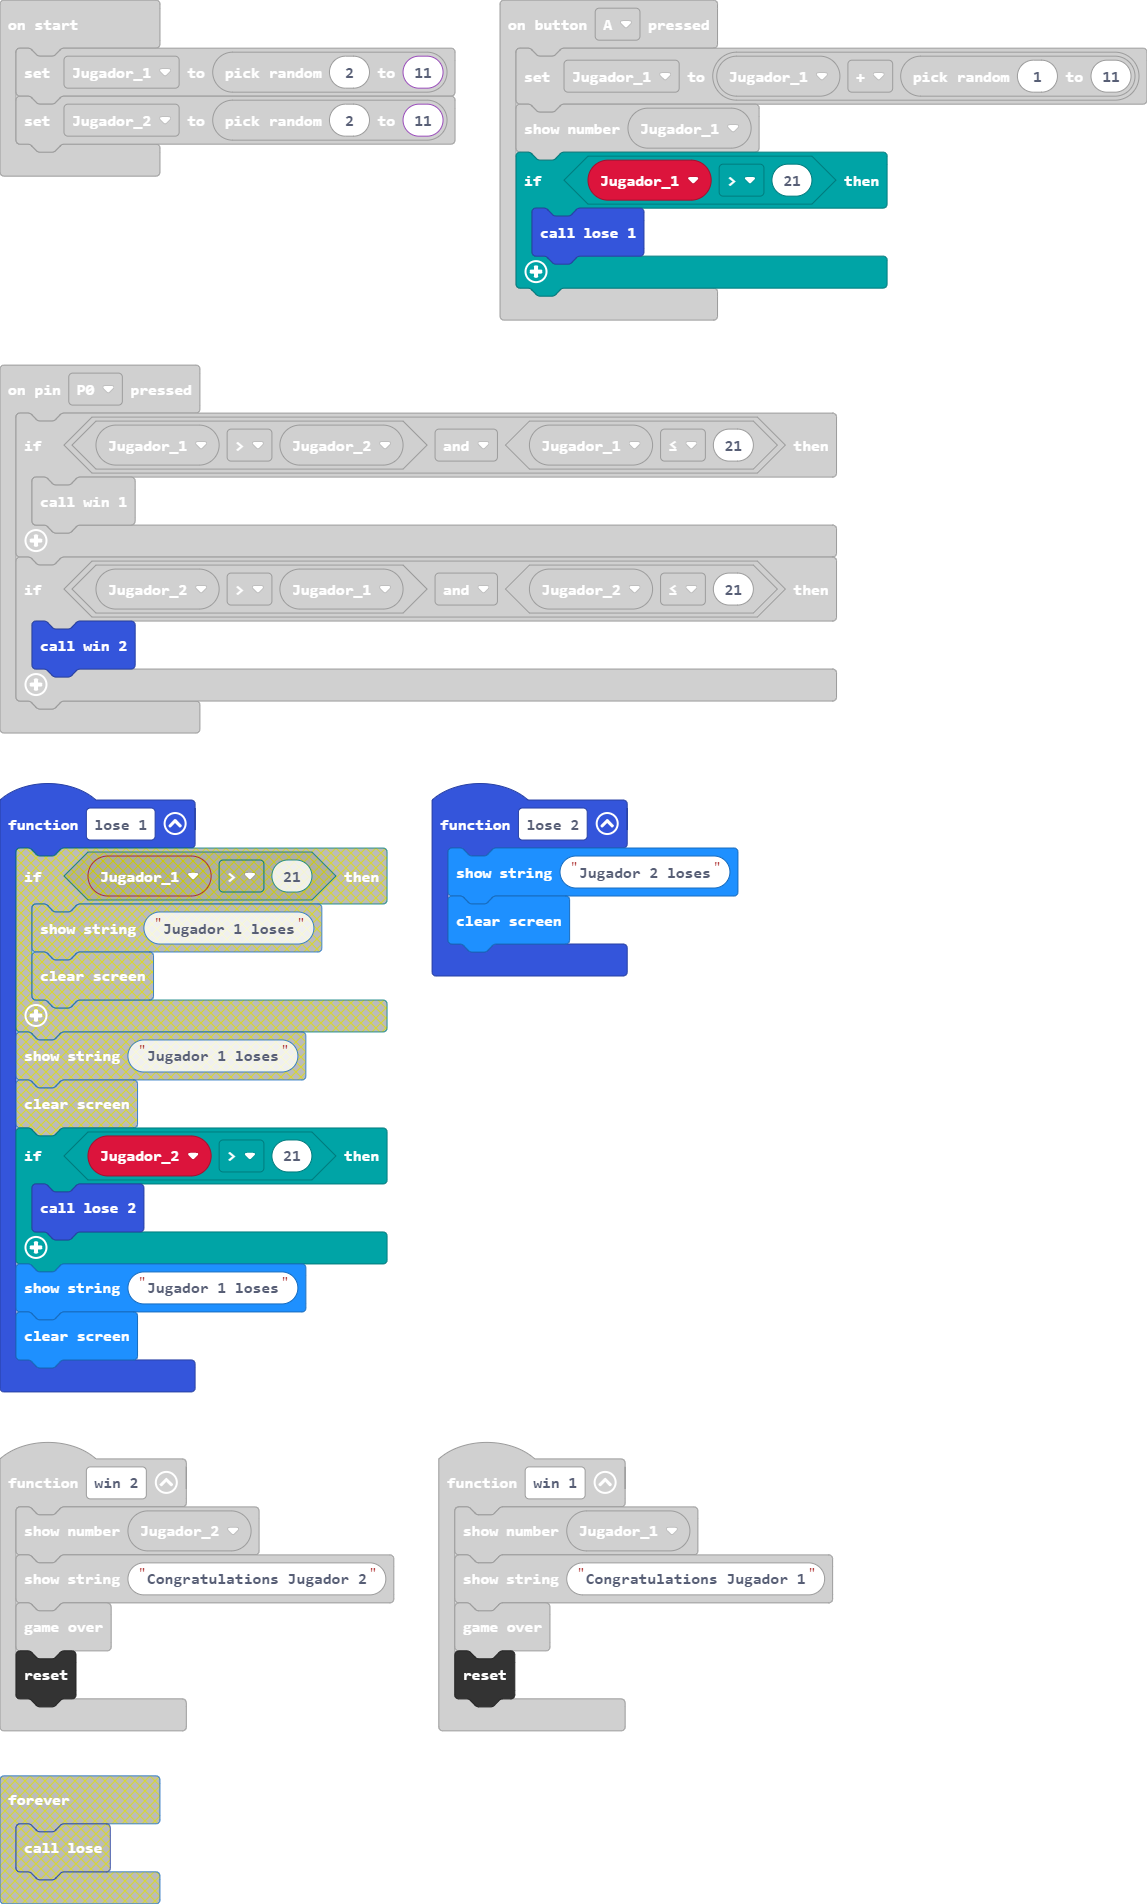 on start
set Jugador_1 to pick random 2 to 11
set Jugador_2 to pick random 2 to 11
on button A pressed
set Jugador_1 to Jugador_1 + pick random 1 to 11
show number Jugador_1
if Jugador_1 > 21 then
call lose 1
on pin P0 pressed
if Jugador_1 > Jugador_2 and Jugador_1 ≤ 21 then
call win 1
if Jugador_2 > Jugador_1 and Jugador_2 ≤ 21 then
call win 2
function lose 1
if Jugador_1 > 21 then
show string "Jugador 1 loses"
clear screen
show string "Jugador 1 loses"
clear screen
if Jugador_2 > 21 then
call lose 2
show string "Jugador 1 loses"
clear screen
function lose 2
show string "Jugador 2 loses"
clear screen
function win 2
show number Jugador_2
show string "Congratulations Jugador 2"
game over
reset
function win 1
show number Jugador_1
show string "Congratulations Jugador 1"
game over
reset
forever
call lose